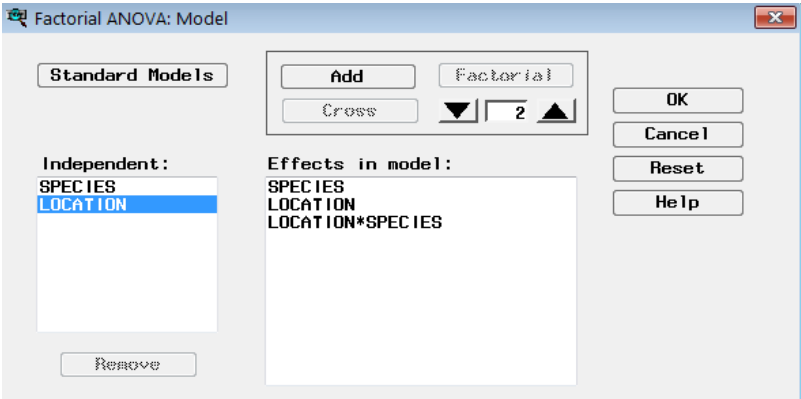 Factorial ANOVA: Model
Standard Models
Add
Factorial
Cross
2
OK
Cancel
Reset
Help
Independent:
SPECIES
LOCATION
Effects in model:
SPECIES
LOCATION
LOCATION*SPECIES
Remove